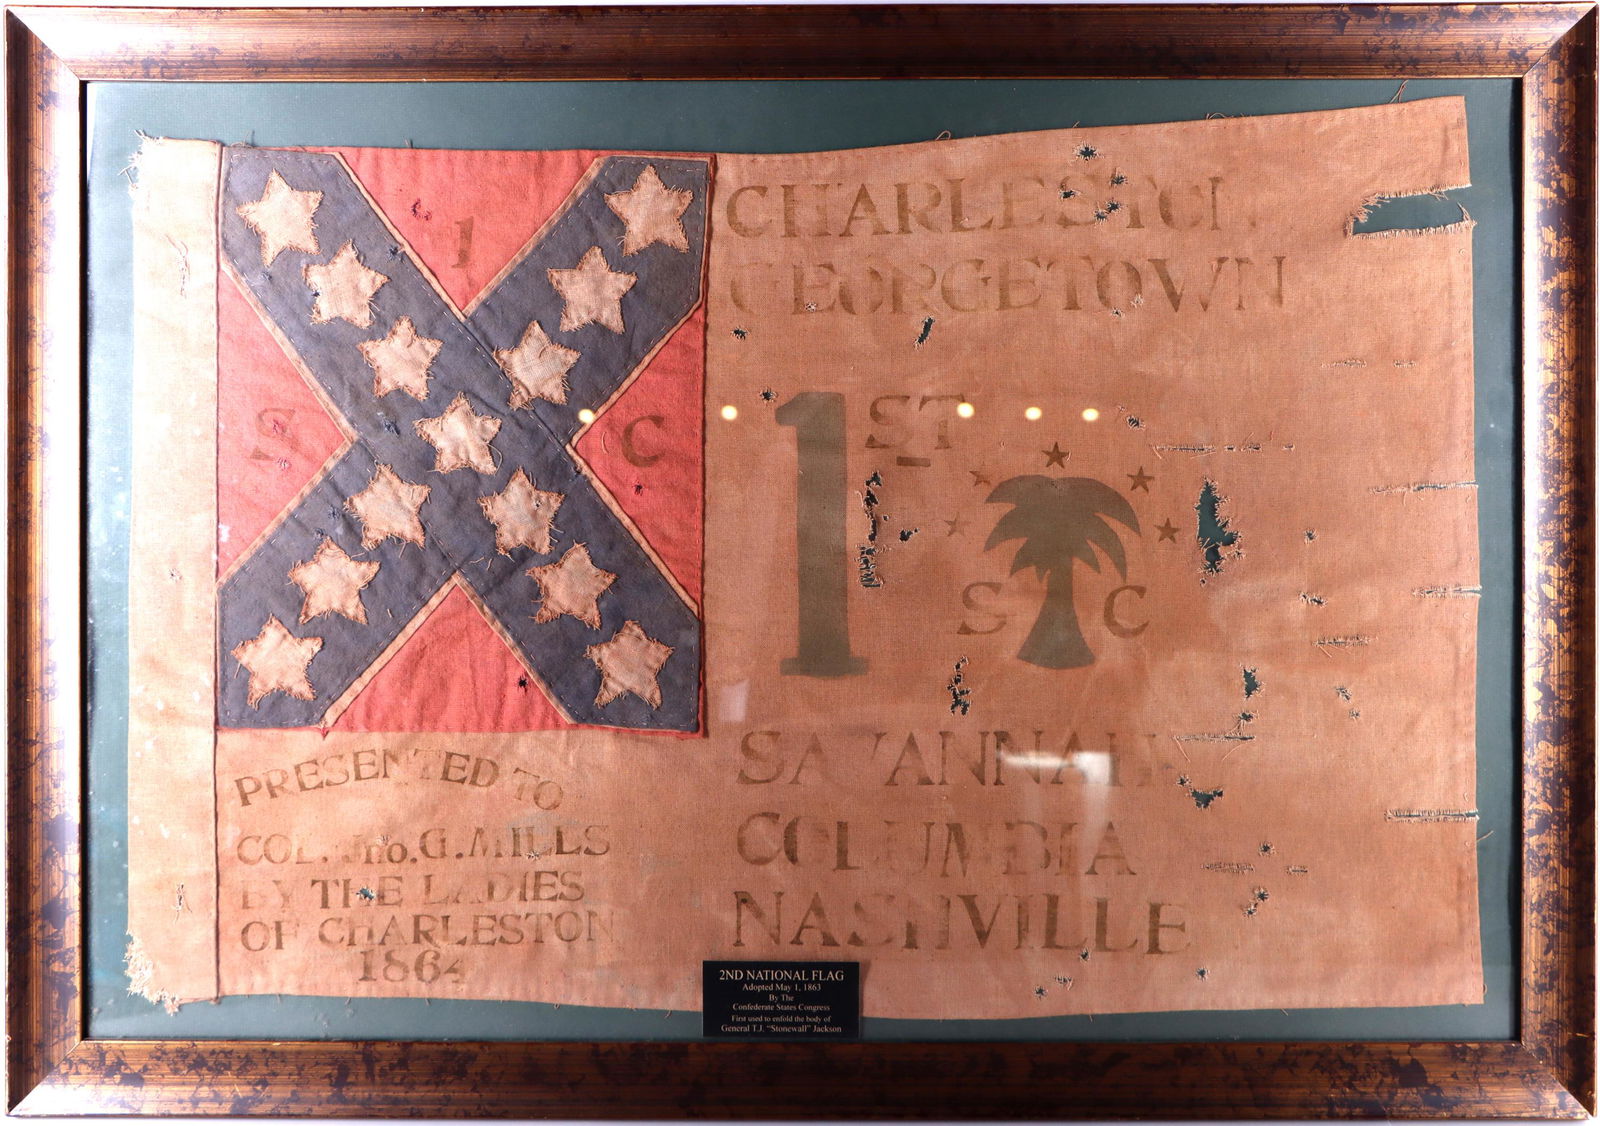 1
S C
CHARLESTON
GEORGETOWN
1ST
S C
SAVANNAH
COLUMBIA
NASHVILLE
PRESENTED TO
COL. Jno. G. MILLS
BY THE LADIES
OF CHARLESTON
1864
2ND NATIONAL FLAG
Adopted May 1, 1863
By The
Confederate States Congress
First used to enfold the body of
General T.J. "Stonewall" Jackson